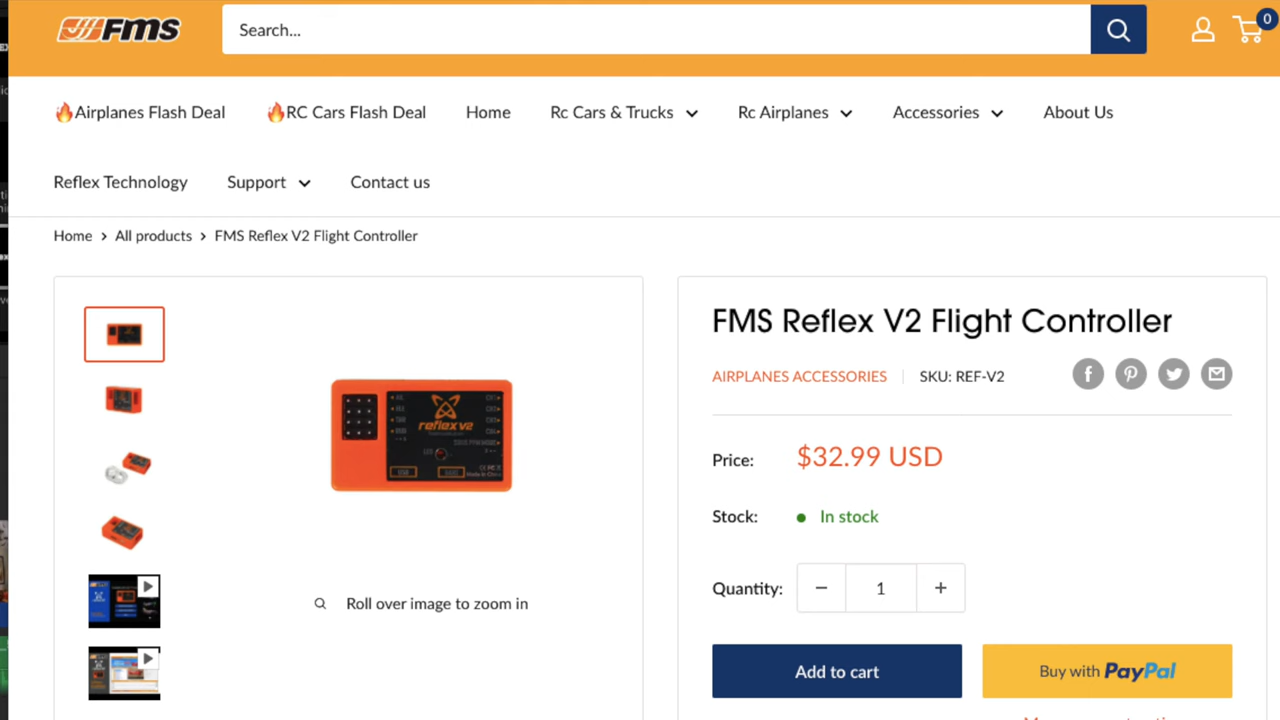 FMS
Search...
0
🔥Airplanes Flash Deal
🔥RC Cars Flash Deal
Home
Rc Cars & Trucks
Rc Airplanes
Accessories
About Us
Reflex Technology
Support
Contact us
Home > All products > FMS Reflex V2 Flight Controller
reflex V2
USB
Roll over image to zoom in
FMS Reflex V2 Flight Controller
AIRPLANES ACCESSORIES
SKU: REF-V2
Price:
$32.99 USD
Stock:
In stock
Quantity:
− 1 +
Add to cart
Buy with PayPal